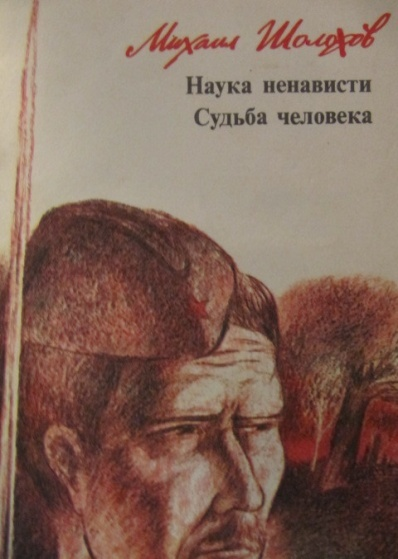 Михаил Шолохов
Наука ненависти
Судьба человека